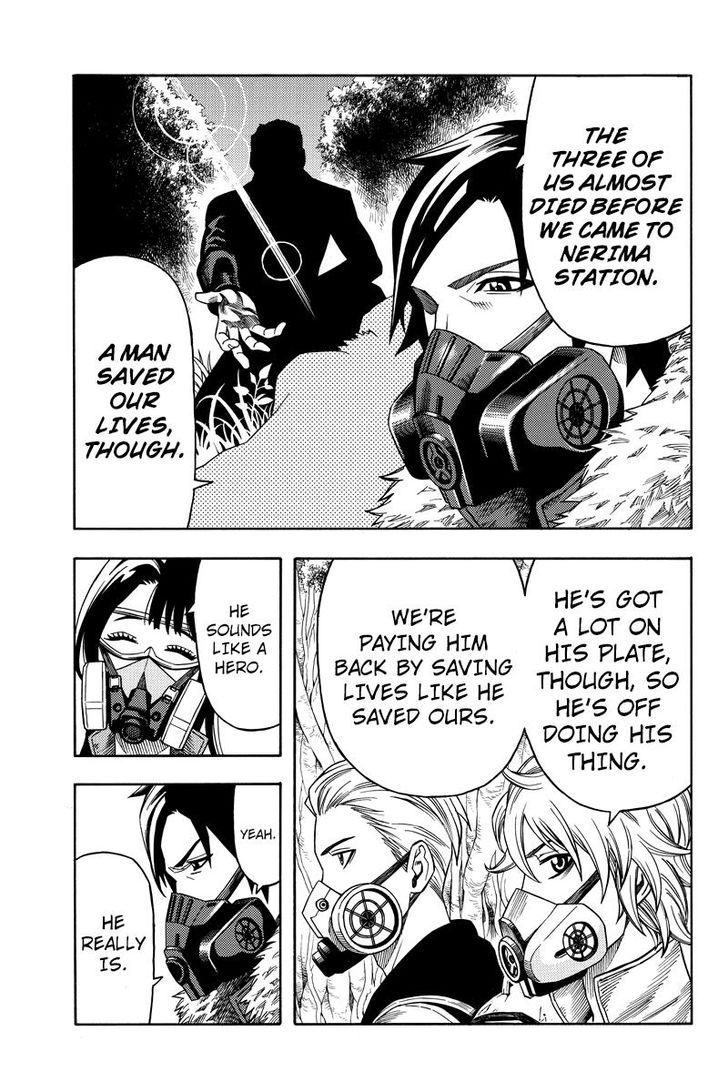 THE
THREE OF
US ALMOST
DIED BEFORE
WE CAME TO
NERIMA
STATION.
A MAN
SAVED
OUR
LIVES,
THOUGH.
HE'S GOT
A LOT ON
HIS PLATE,
THOUGH, SO
HE'S OFF
DOING HIS
THING.
WE'RE
PAYING HIM
BACK BY SAVING
LIVES LIKE HE
SAVED OURS.
HE
SOUNDS
LIKE A
HERO.
YEAH.
HE
REALLY
IS.